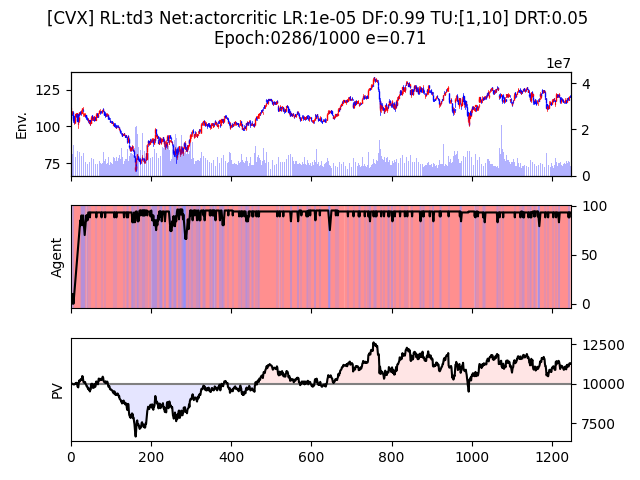 [CVX] RL:td3 Net:actorcritic LR:1e-05 DF:0.99 TU:[1,10] DRT:0.05
Epoch:0286/1000 e=0.71
1e7
Env.
125
100
75
4
2
0
Agent
100
50
0
PV
12500
10000
7500
0 200 400 600 800 1000 1200